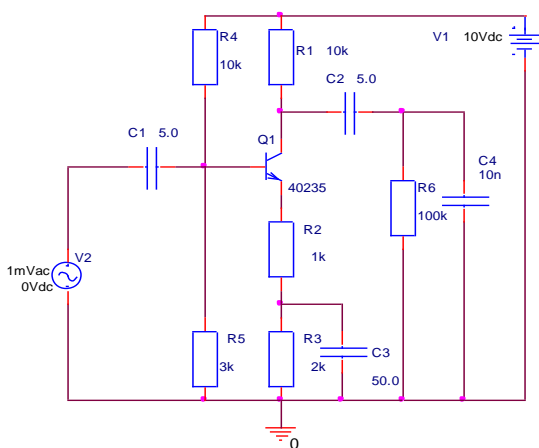 R4
10k
R1 10k
V1 10Vdc
C2 5.0
C1 5.0
Q1
40235
C4
10n
R6
100k
R2
1k
V2
1mVac
0Vdc
R5
3k
R3
2k
C3
50.0
0